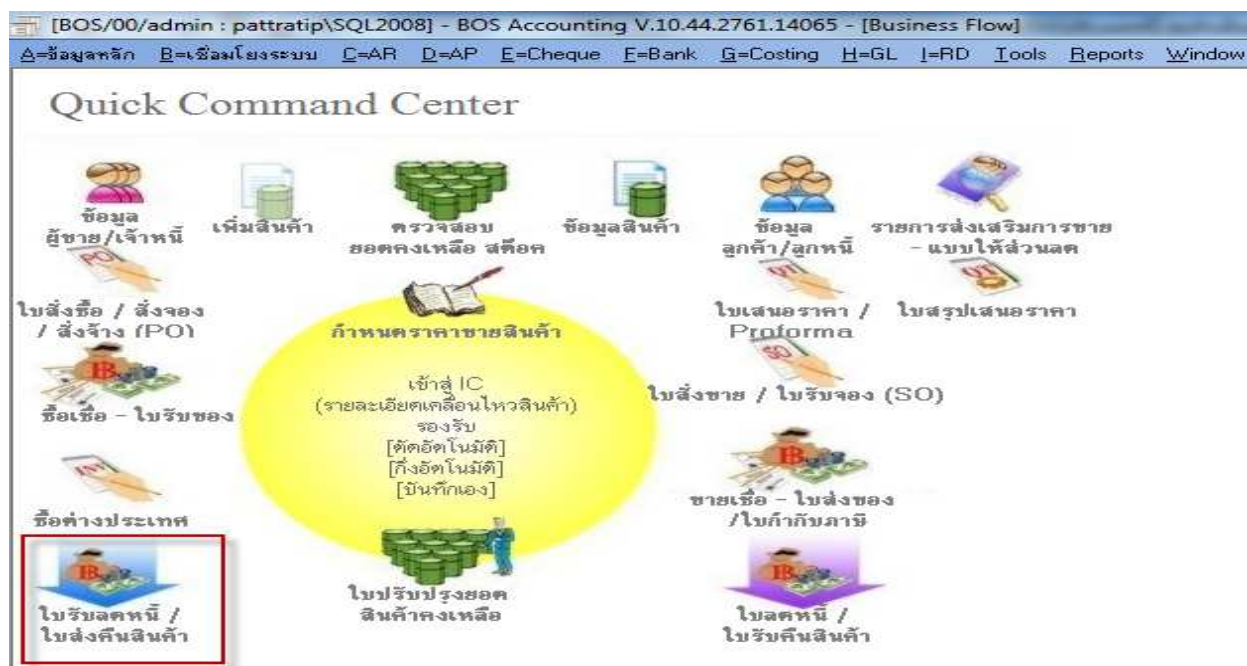 [BOS/00/admin : pattratip\SQL2008] - BOS Accounting V.10.44.2761.14065 - [Business Flow]
A=ข้อมูลหลัก B=เชื่อมโยงระบบ C=AR D=AP E=Cheque F=Bank G=Costing H=GL I=RD Tools Reports Window
Quick Command Center
ข้อมูล
ผู้ขาย/เจ้าหนี้
เพิ่มสินค้า
ตรวจสอบ
ยอดคงเหลือ สต๊อค
ข้อมูลสินค้า
ข้อมูล
ลูกค้า/ลูกหนี้
รายการส่งเสริมการขาย
- แบบให้ส่วนลด
PO
ใบสั่งซื้อ / สั่งจอง
/ สั่งจ้าง (PO)
กำหนดราคาขายสินค้า
QT
ใบเสนอราคา /
Proforma
QT
ใบสรุปเสนอราคา
B
ซื้อเชื่อ - ใบรับของ
เข้าสู่ IC
(รายละเอียดเคลื่อนไหวสินค้า)
รองรับ
[ตัดอัตโนมัติ]
[กึ่งอัตโนมัติ]
[บันทึกเอง]
SO
ใบสั่งขาย / ใบรับจอง (SO)
INV
ซื้อต่างประเทศ
B
ขายเชื่อ - ใบส่งของ
/ใบกำกับภาษี
B
ใบรับลดหนี้ /
ใบส่งคืนสินค้า
ใบปรับปรุงยอด
สินค้าคงเหลือ
B
ใบลดหนี้ /
ใบรับคืนสินค้า